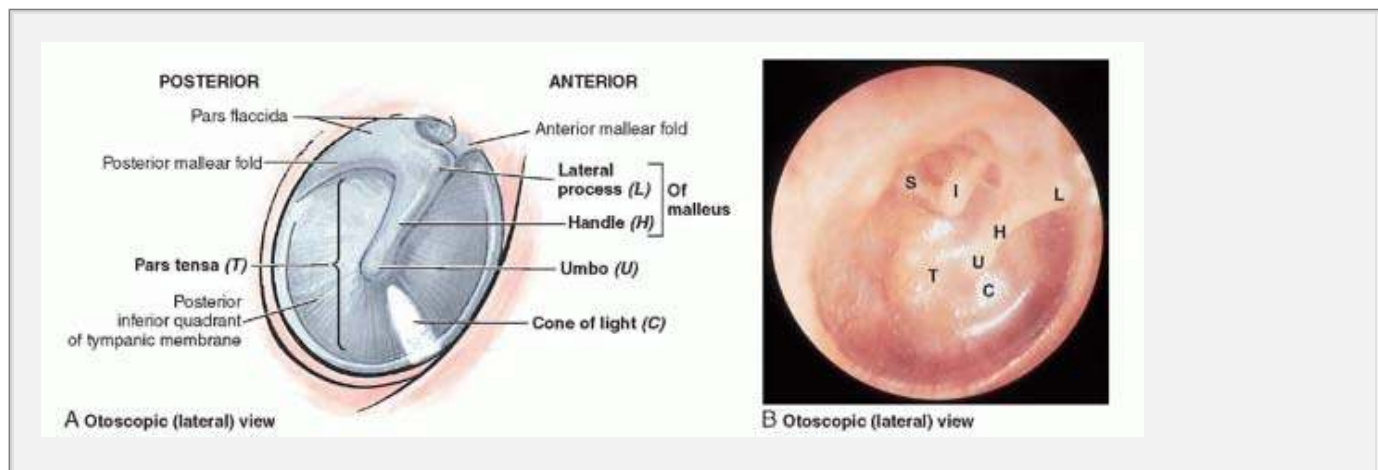 POSTERIOR
ANTERIOR
Pars flaccida
Anterior mallear fold
Posterior mallear fold
Lateral
process (L)
Of
malleus
Handle (H)
Pars tensa (T)
Umbo (U)
Posterior
inferior quadrant
of tympanic membrane
Cone of light (C)
A Otoscopic (lateral) view
S
I
L
H
U
T
C
B Otoscopic (lateral) view